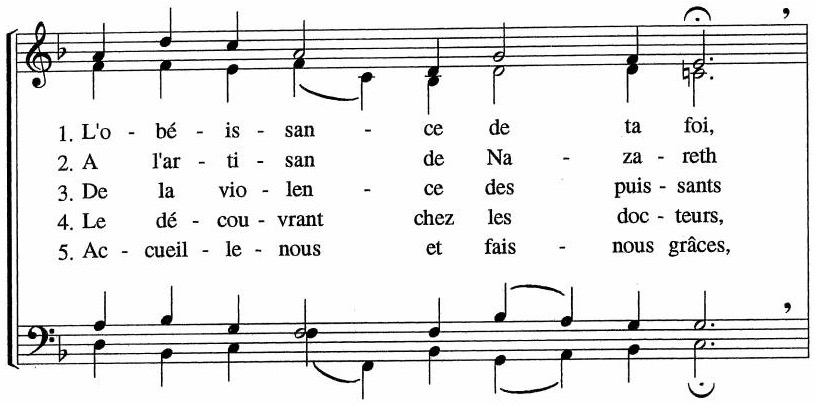 1. L'o - bé - is - san - ce de ta foi,
2. A l'ar - ti - san de Na - za - reth
3. De la vio - len - ce des puis - sants
4. Le dé - cou - vrant chez les doc - teurs,
5. Ac - cueil - le - nous et fais - nous grâces,